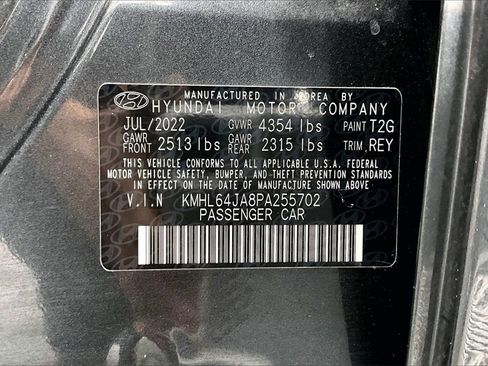 MANUFACTURED IN KOREA BY
HYUNDAI MOTOR COMPANY
JUL/2022 GVWR 4354 lbs PAINT T2G
GAWR FRONT 2513 lbs GAWR REAR 2315 lbs TRIM, REY
THIS VEHICLE CONFORMS TO ALL APPLICABLE U.S.A. FEDERAL
MOTOR VEHICLE SAFETY, BUMPER, AND THEFT PREVENTION
STANDARDS IN EFFECT ON THE DATE OF MANUFACTURE SHOWN ABOVE.
V.I.N KMHL64JA8PA255702
PASSENGER CAR